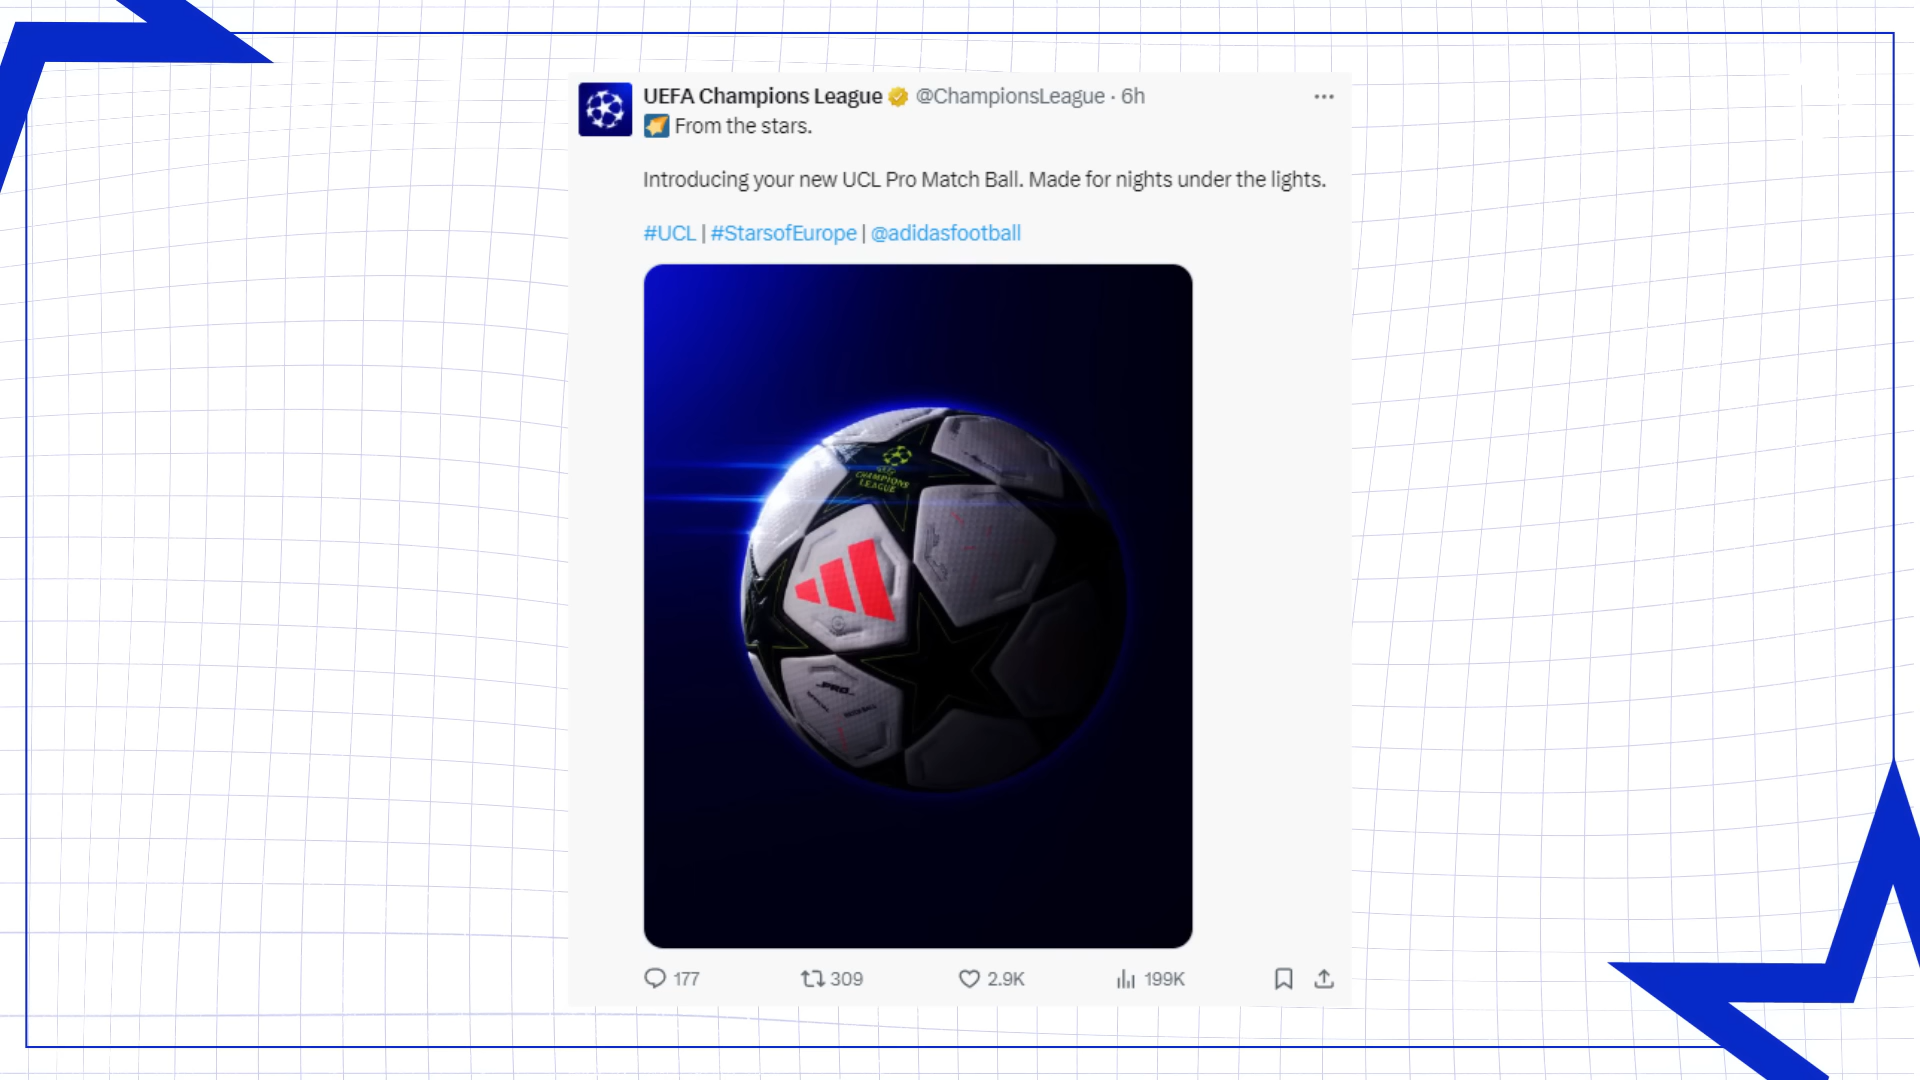 UEFA Champions League @ChampionsLeague · 6h
From the stars.
Introducing your new UCL Pro Match Ball. Made for nights under the lights.
#UCL | #StarsofEurope | @adidasfootball
UEFA
CHAMPIONS
LEAGUE
PRO
177 309 2.9K 199K